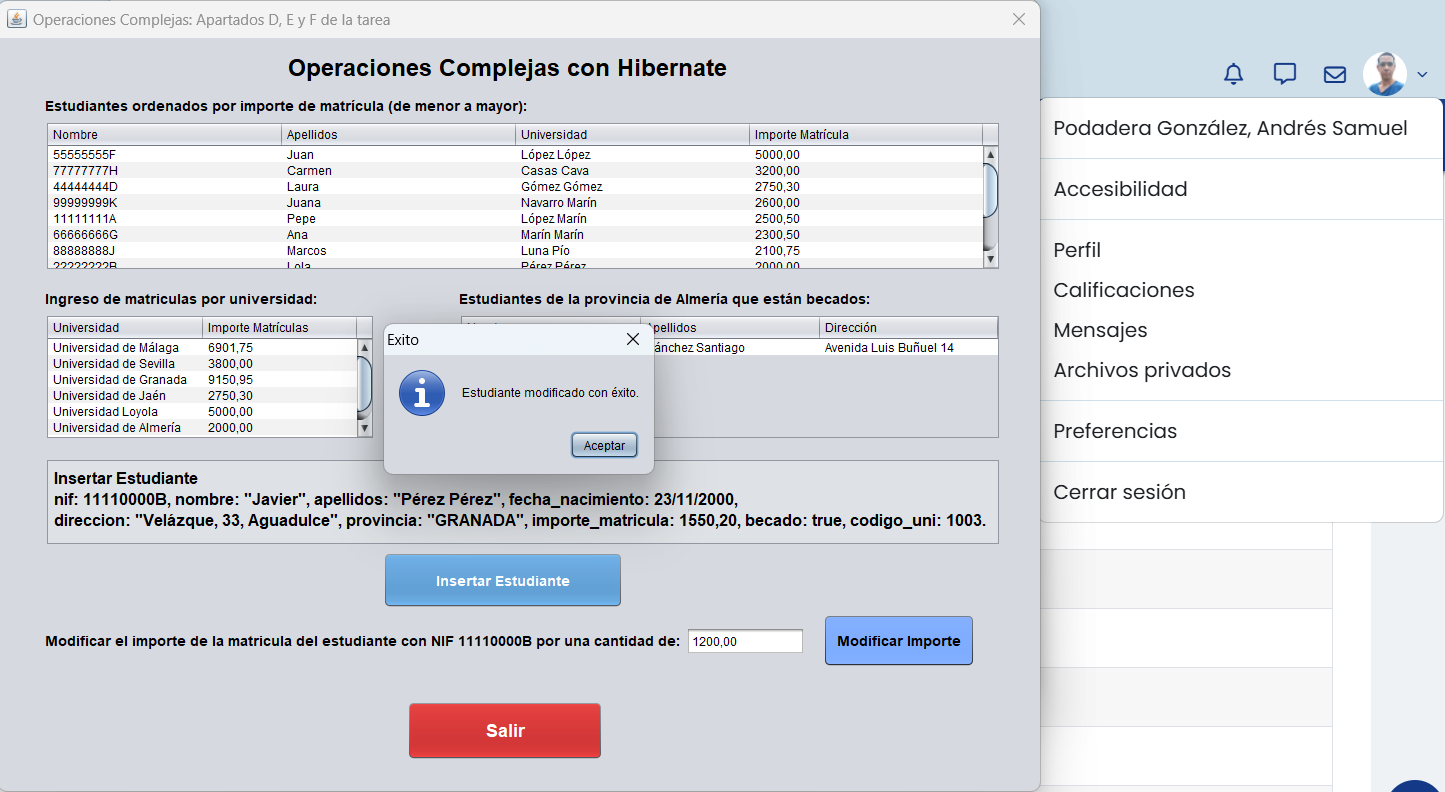 Operaciones Complejas: Apartados D, E y F de la tarea
Operaciones Complejas con Hibernate
Estudiantes ordenados por importe de matrícula (de menor a mayor):
Nombre Apellidos Universidad Importe Matrícula
55555555F Juan López López 5000,00
77777777H Carmen Casas Cava 3200,00
44444444D Laura Gómez Gómez 2750,30
99999999K Juana Navarro Marín 2600,00
11111111A Pepe López Marín 2500,50
66666666G Ana Marín Marín 2300,50
88888888J Marcos Luna Pío 2100,75
22222222B Lola Pérez Pérez 2000,00
Ingreso de matriculas por universidad:
Universidad Importe Matrículas
Universidad de Málaga 6901,75
Universidad de Sevilla 3800,00
Universidad de Granada 9150,95
Universidad de Jaén 2750,30
Universidad Loyola 5000,00
Universidad de Almería 2000,00
Estudiantes de la provincia de Almería que están becados:
pellidos Dirección
ánchez Santiago Avenida Luis Buñuel 14
Exito
Estudiante modificado con éxito.
Aceptar
Insertar Estudiante
nif: 11110000B, nombre: "Javier", apellidos: "Pérez Pérez", fecha_nacimiento: 23/11/2000,
direccion: "Velázque, 33, Aguadulce", provincia: "GRANADA", importe_matricula: 1550,20, becado: true, codigo_uni: 1003.
Insertar Estudiante
Modificar el importe de la matricula del estudiante con NIF 11110000B por una cantidad de: 1200,00 Modificar Importe
Salir
Podadera González, Andrés Samuel
Accesibilidad
Perfil
Calificaciones
Mensajes
Archivos privados
Preferencias
Cerrar sesión